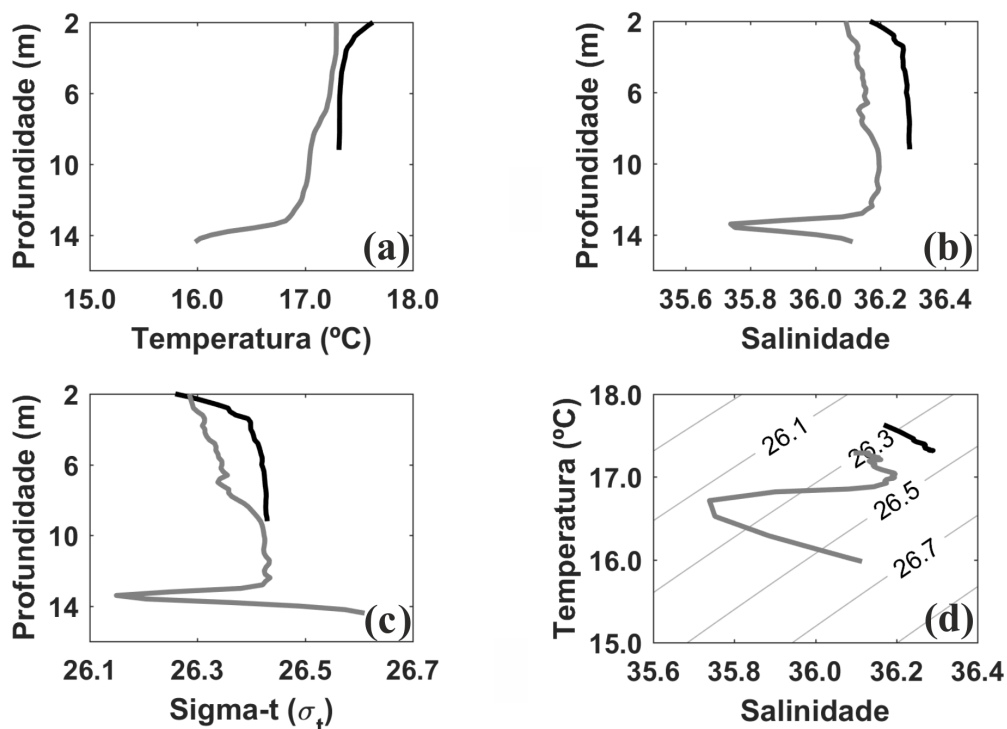 2
6
10
14
Profundidade (m)
15.0 16.0 17.0 18.0
Temperatura (ºC)
(a)
2
6
10
14
Profundidade (m)
35.6 35.8 36.0 36.2 36.4
Salinidade
(b)
2
6
10
14
Profundidade (m)
26.1 26.3 26.5 26.7
Sigma-t (σt)
(c)
18.0
17.0
16.0
15.0
Temperatura (ºC)
26.1
26.3
26.5
26.7
35.6 35.8 36.0 36.2 36.4
Salinidade
(d)